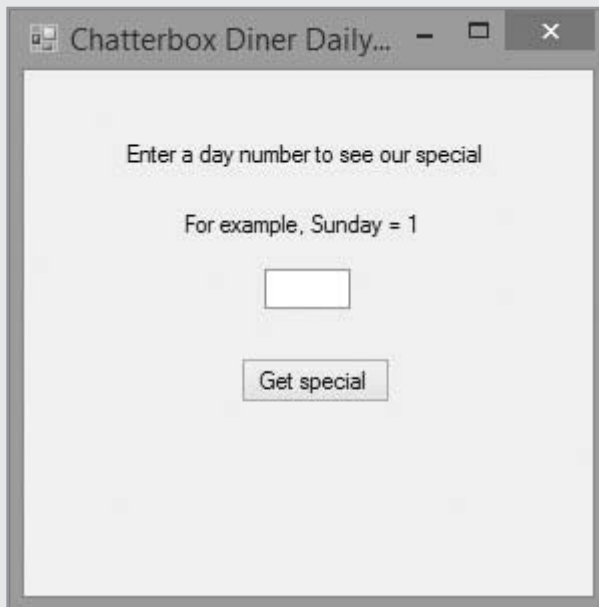 Chatterbox Diner Daily...
Enter a day number to see our special
For example, Sunday = 1
Get special